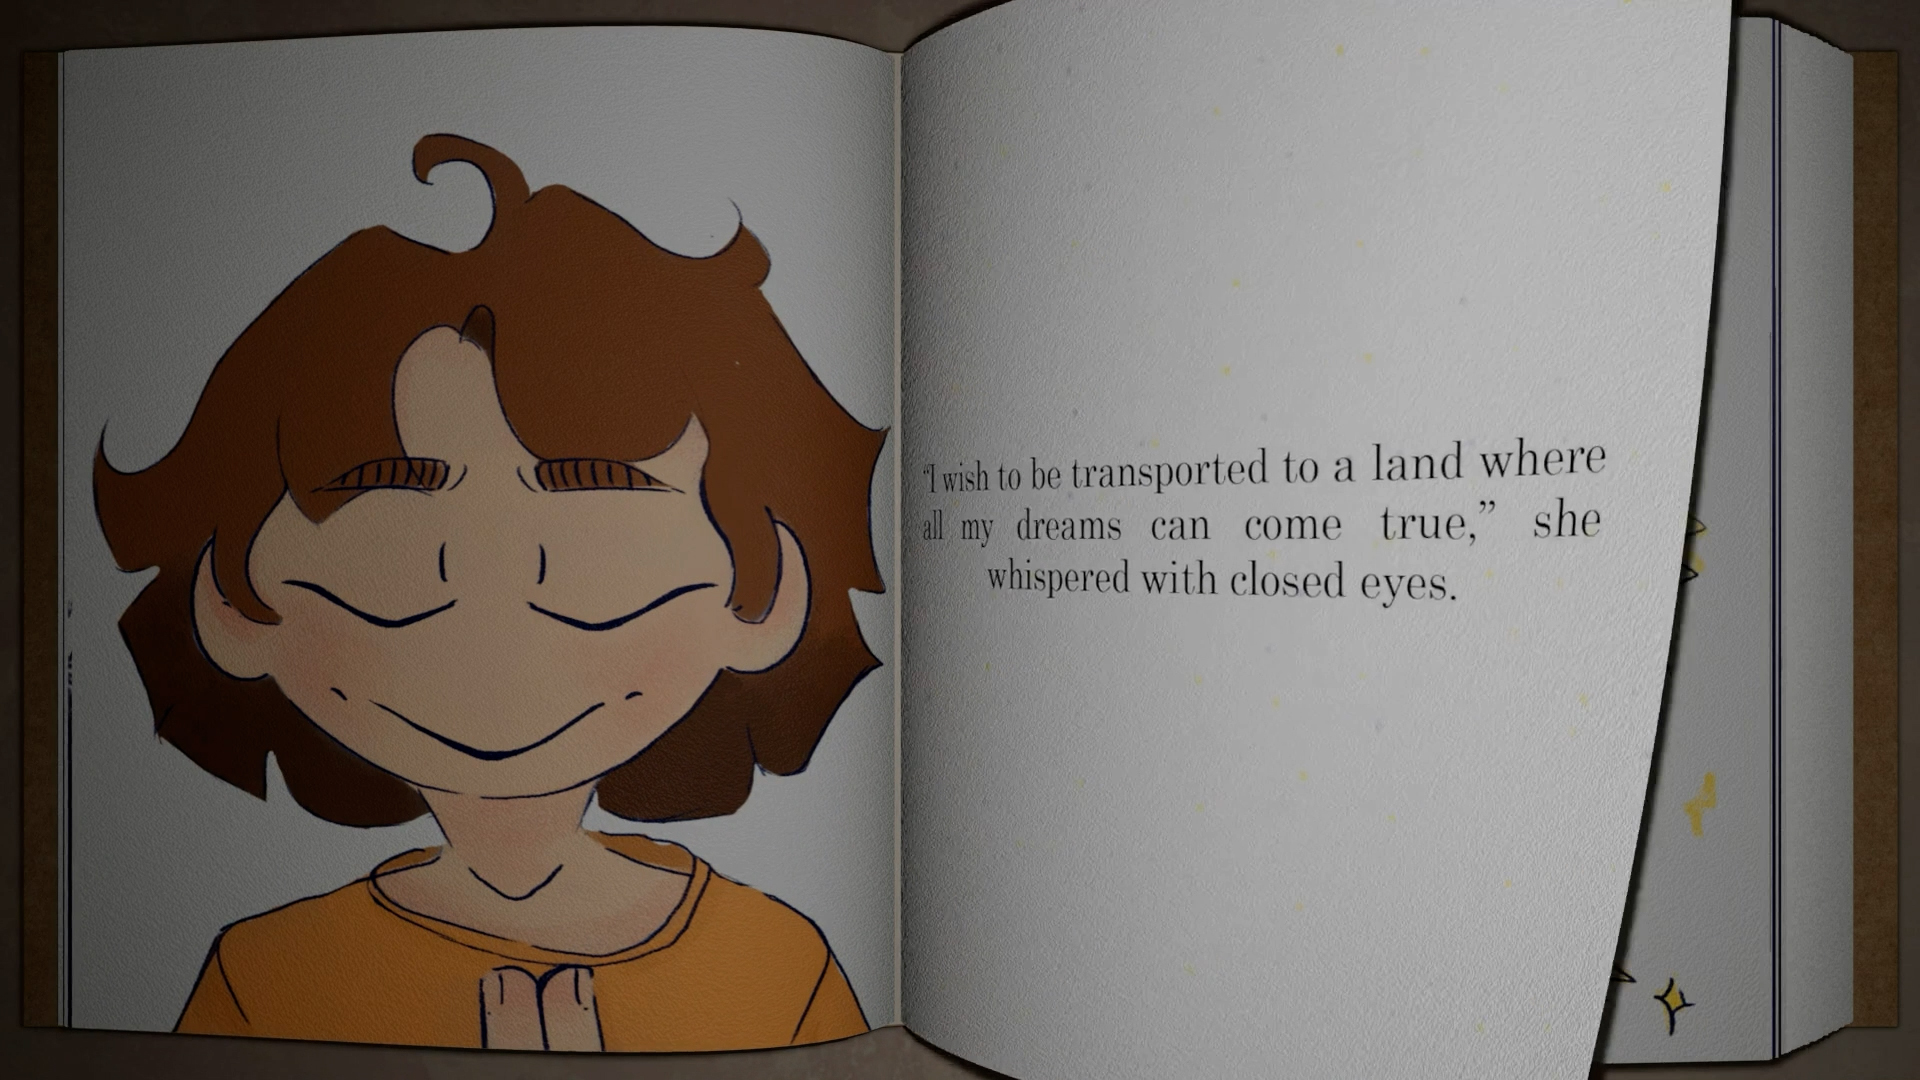 “I wish to be transported to a land where
all my dreams can come true,” she
whispered with closed eyes.